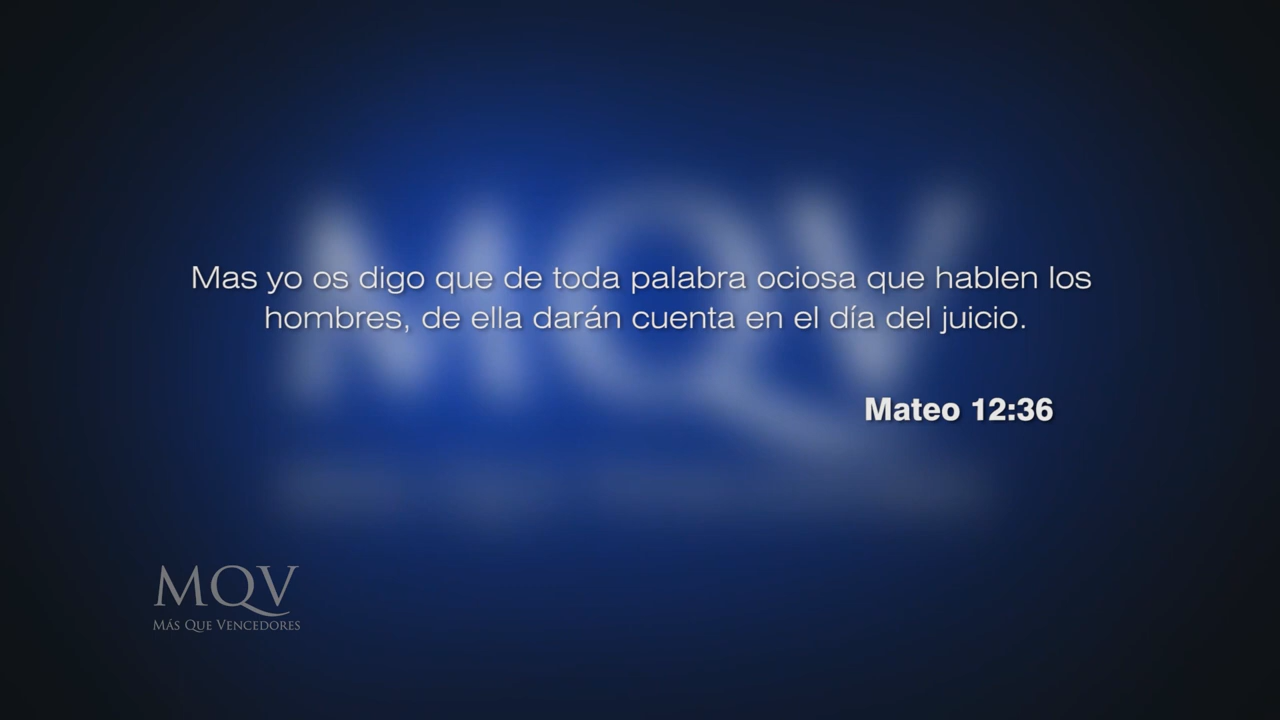 Mas yo os digo que de toda palabra ociosa que hablen los
hombres, de ella darán cuenta en el día del juicio.
Mateo 12:36
MQV
MÁS QUE VENCEDORES